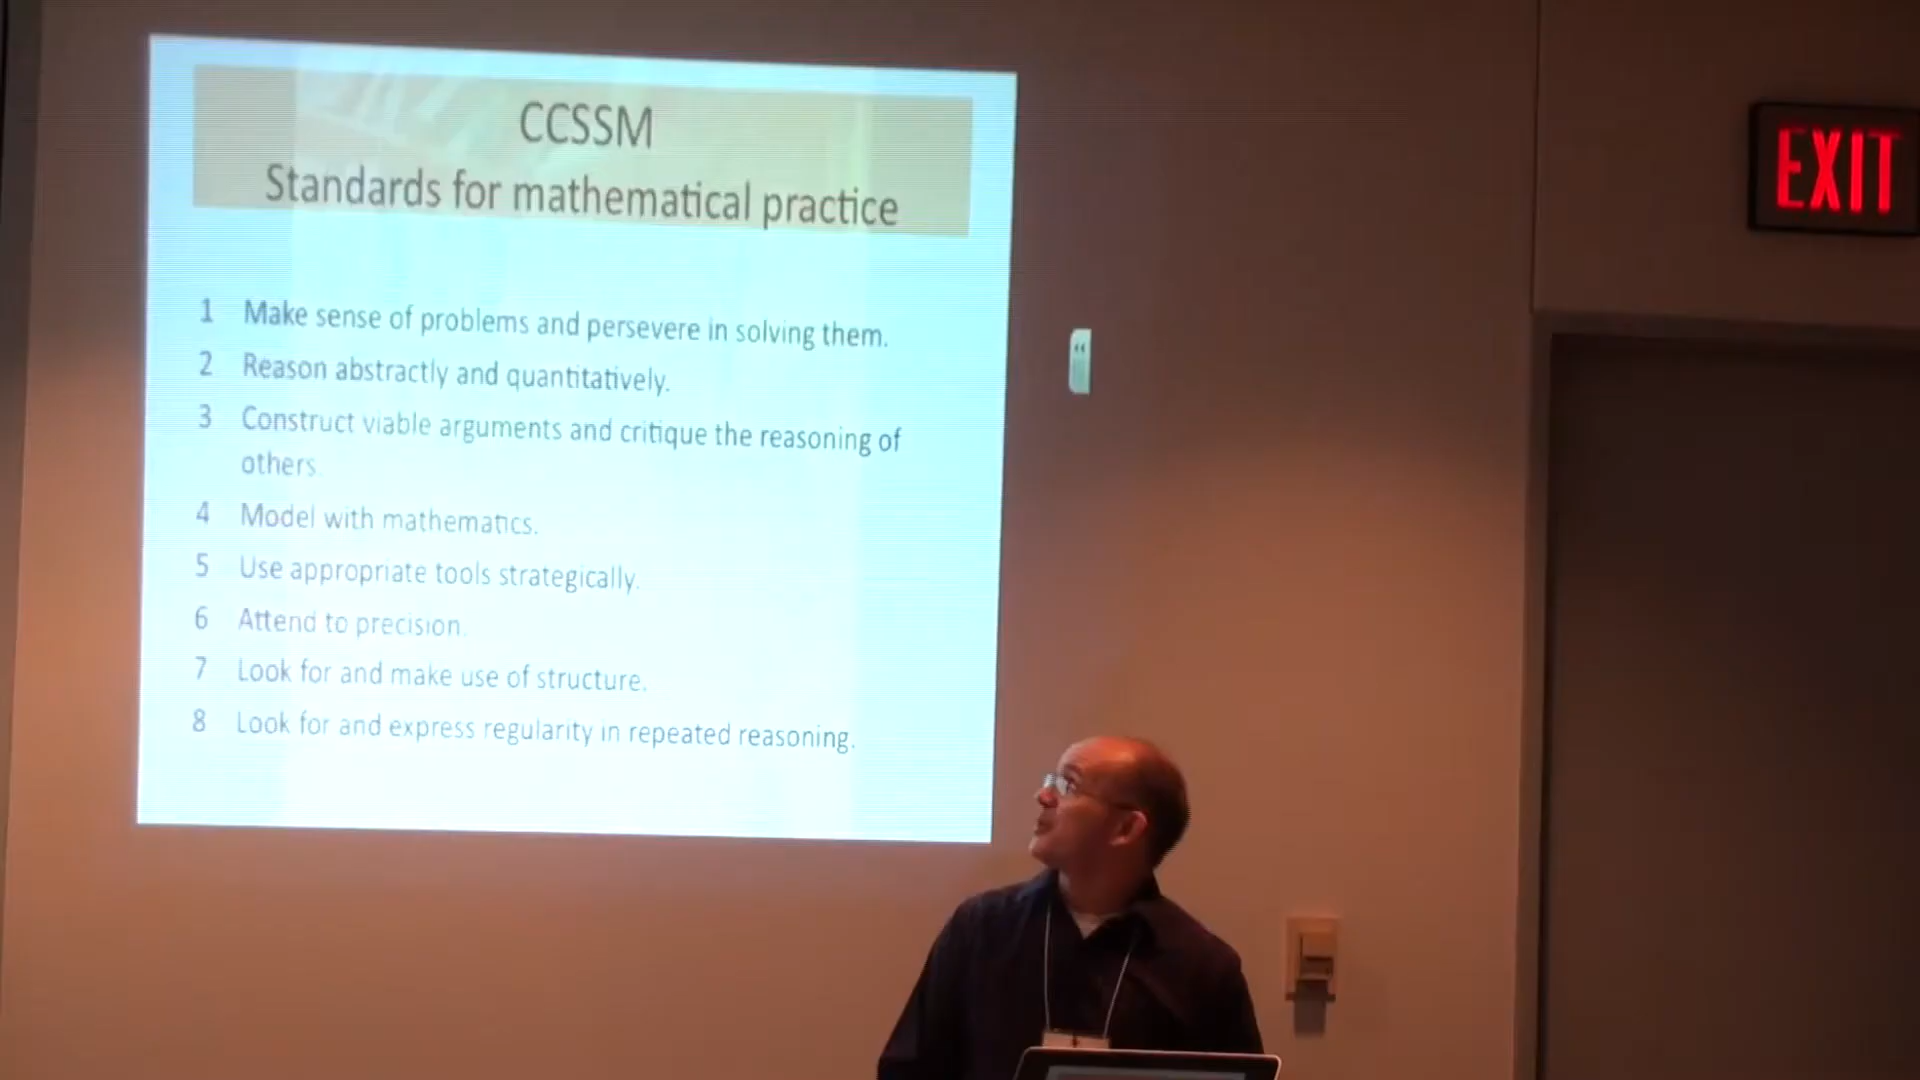 CCSSM
Standards for mathematical practice
1 Make sense of problems and persevere in solving them.
2 Reason abstractly and quantitatively.
3 Construct viable arguments and critique the reasoning of
others.
4 Model with mathematics.
5 Use appropriate tools strategically.
6 Attend to precision.
7 Look for and make use of structure.
8 Look for and express regularity in repeated reasoning.
EXIT